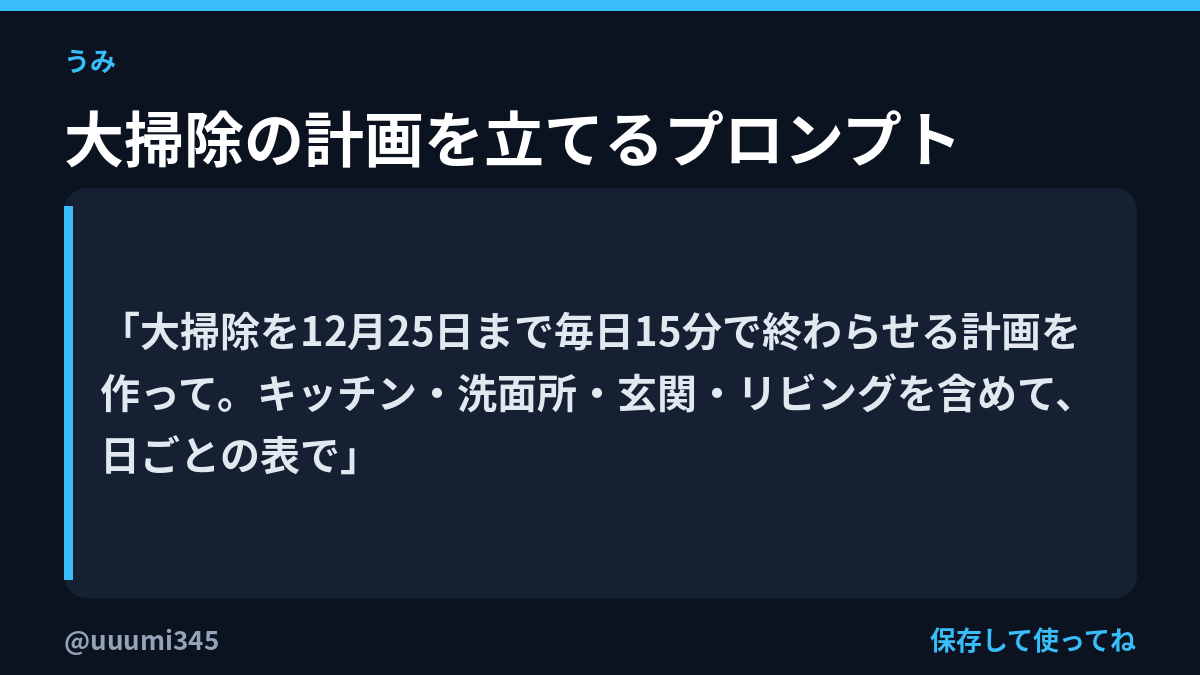 うみ
大掃除の計画を立てるプロンプト
「大掃除を12月25日まで毎日15分で終わらせる計画を
作って。キッチン・洗面所・玄関・リビングを含めて、
日ごとの表で」
@uuumi345
保存して使ってね